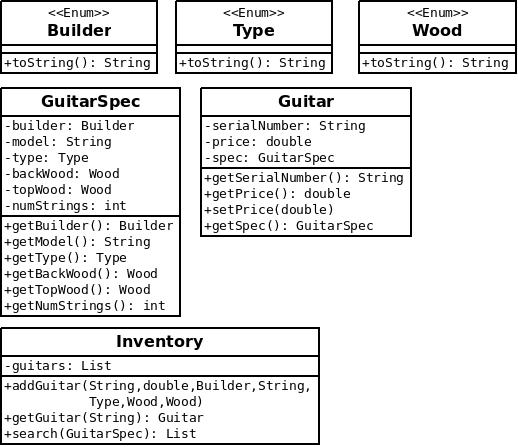 <<Enum>>
Builder
+toString(): String
<<Enum>>
Type
+toString(): String
<<Enum>>
Wood
+toString(): String
GuitarSpec
-builder: Builder
-model: String
-type: Type
-backWood: Wood
-topWood: Wood
-numStrings: int
+getBuilder(): Builder
+getModel(): String
+getType(): Type
+getBackWood(): Wood
+getTopWood(): Wood
+getNumStrings(): int
Guitar
-serialNumber: String
-price: double
-spec: GuitarSpec
+getSerialNumber(): String
+getPrice(): double
+setPrice(double)
+getSpec(): GuitarSpec
Inventory
-guitars: List
+addGuitar(String,double,Builder,String,
Type,Wood,Wood)
+getGuitar(String): Guitar
+search(GuitarSpec): List